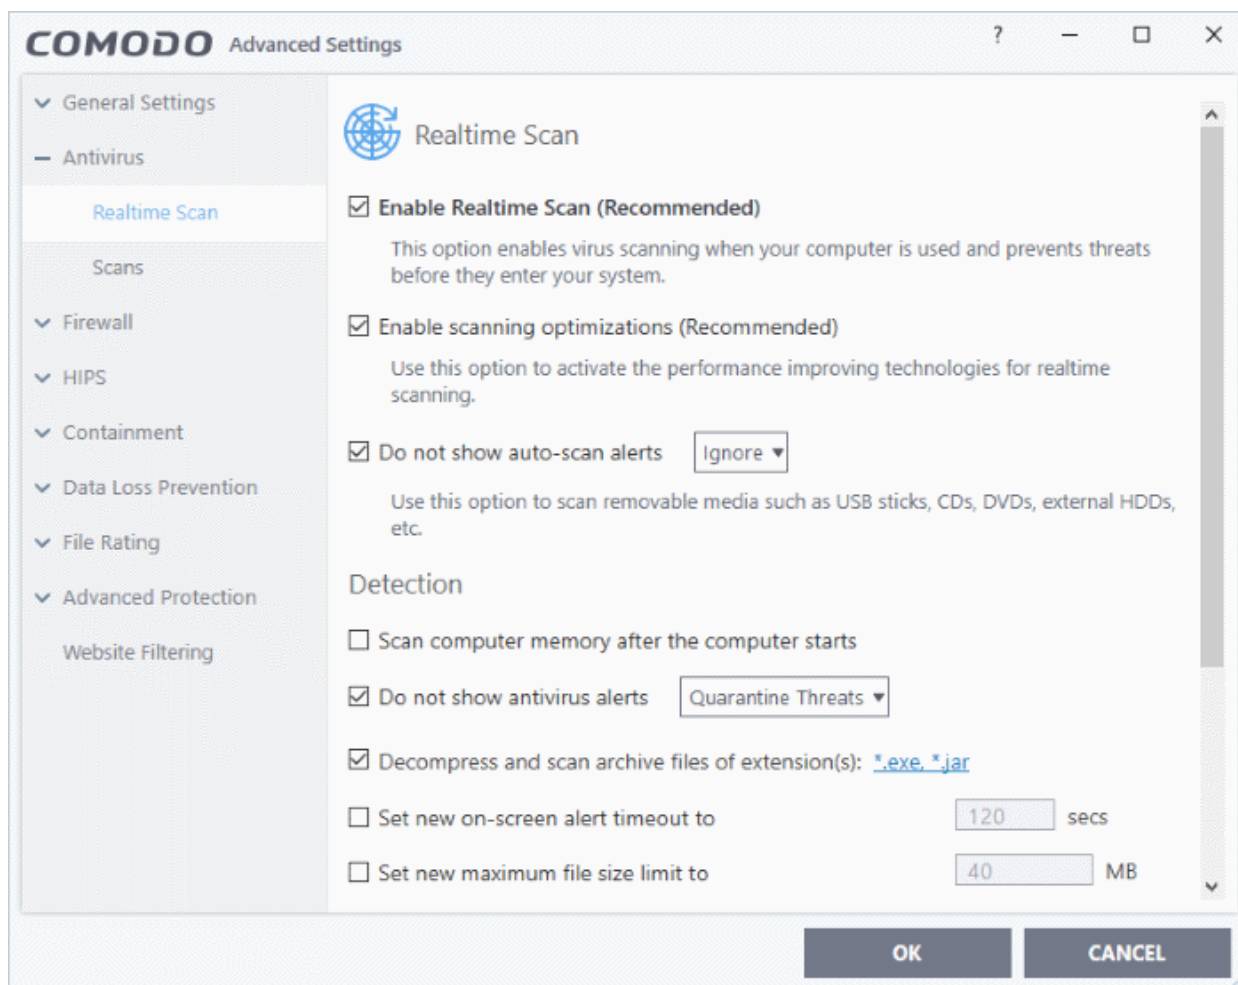 COMODO Advanced Settings ?
General Settings
Antivirus
Realtime Scan
Scans
Firewall
HIPS
Containment
Data Loss Prevention
File Rating
Advanced Protection
Website Filtering
Realtime Scan
Enable Realtime Scan (Recommended)
This option enables virus scanning when your computer is used and prevents threats
before they enter your system.
Enable scanning optimizations (Recommended)
Use this option to activate the performance improving technologies for realtime
scanning.
Do not show auto-scan alerts Ignore
Use this option to scan removable media such as USB sticks, CDs, DVDs, external HDDs,
etc.
Detection
Scan computer memory after the computer starts
Do not show antivirus alerts Quarantine Threats
Decompress and scan archive files of extension(s): *.exe, *.jar
Set new on-screen alert timeout to 120 secs
Set new maximum file size limit to 40 MB
OK CANCEL